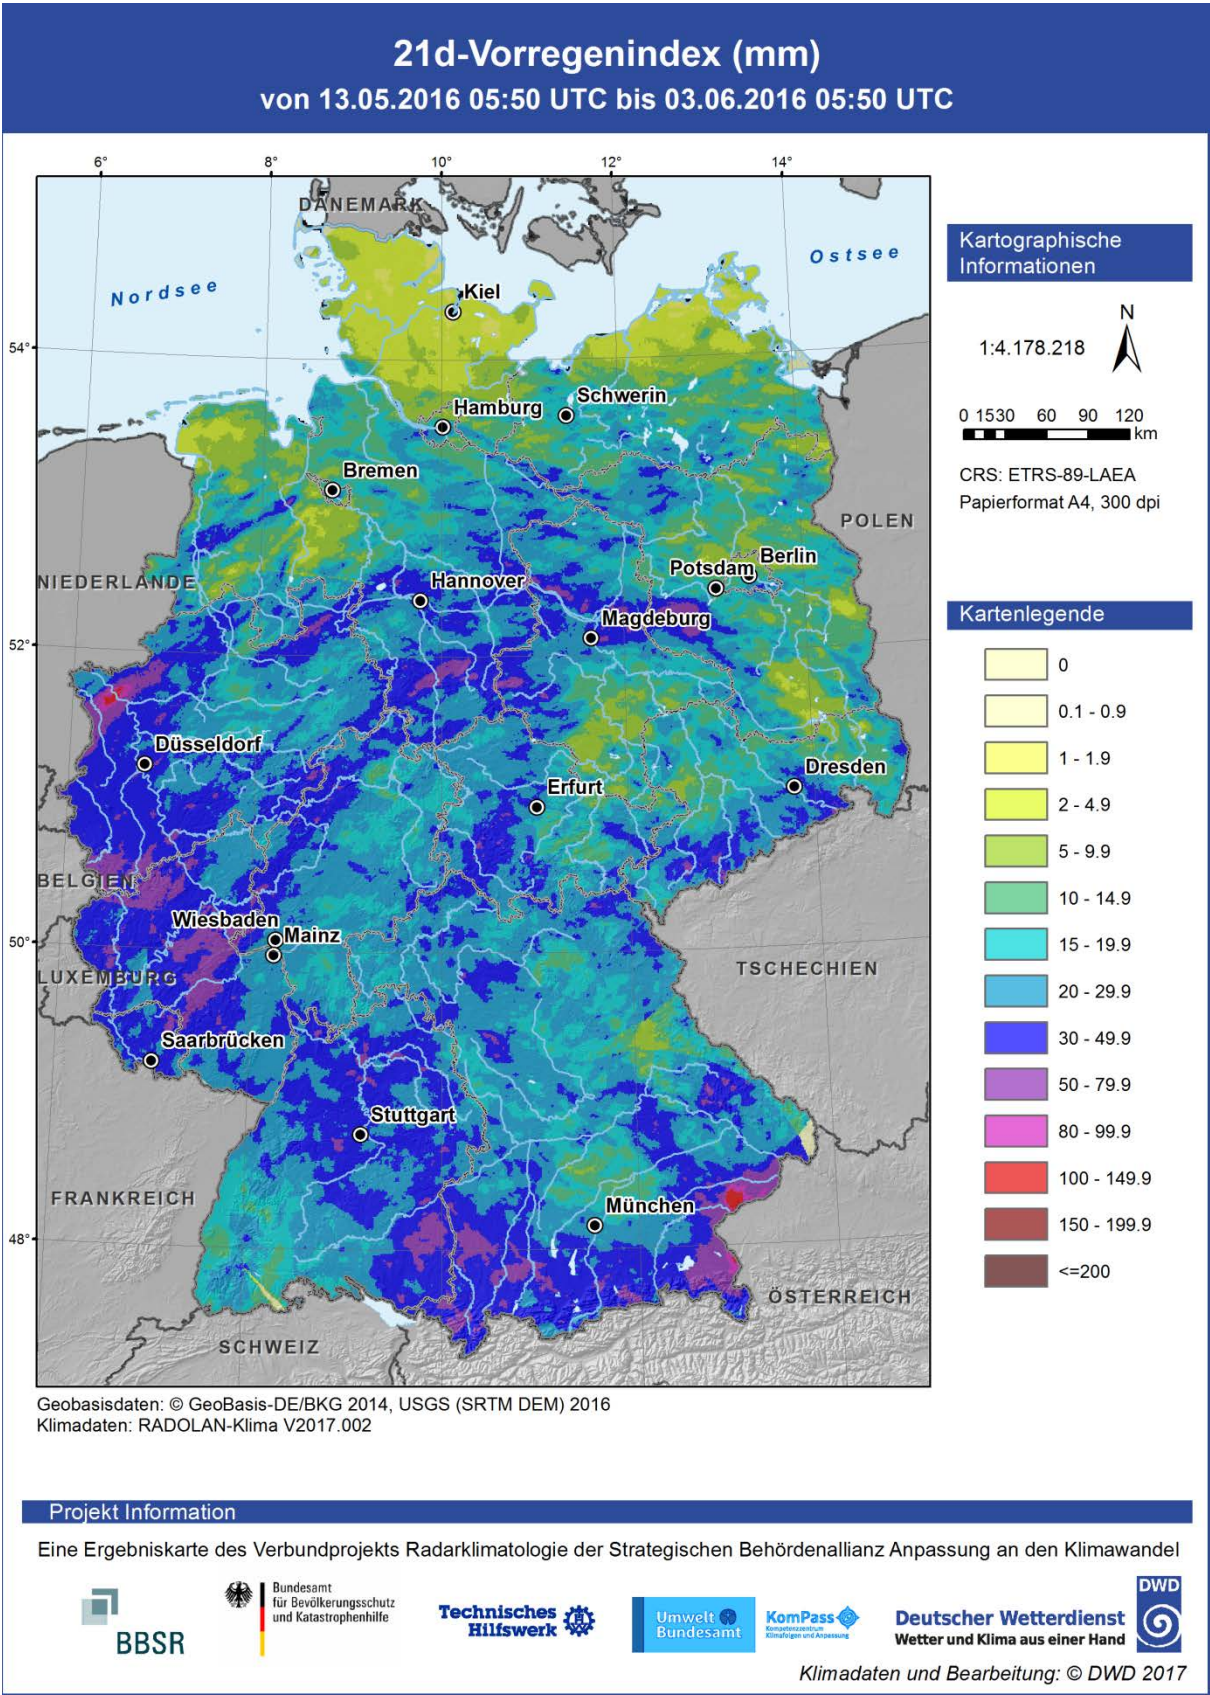 21d-Vorregenindex (mm)
von 13.05.2016 05:50 UTC bis 03.06.2016 05:50 UTC
6° 8° 10° 12° 14°
DÄNEMARK
Nordsee
Ostsee
Kiel
54°
Schwerin
Hamburg
Bremen
POLEN
Berlin
Potsdam
NIEDERLANDE
Hannover
Magdeburg
52°
Düsseldorf
Dresden
Erfurt
BELGIEN
Wiesbaden
Mainz
50°
LUXEMBURG
TSCHECHIEN
Saarbrücken
Stuttgart
FRANKREICH
München
48°
ÖSTERREICH
SCHWEIZ
Kartographische
Informationen
N
1:4.178.218
0 15 30 60 90 120
km
CRS: ETRS-89-LAEA
Papierformat A4, 300 dpi
Kartenlegende
0
0.1 - 0.9
1 - 1.9
2 - 4.9
5 - 9.9
10 - 14.9
15 - 19.9
20 - 29.9
30 - 49.9
50 - 79.9
80 - 99.9
100 - 149.9
150 - 199.9
<=200
Geobasisdaten: © GeoBasis-DE/BKG 2014, USGS (SRTM DEM) 2016
Klimadaten: RADOLAN-Klima V2017.002
Projekt Information
Eine Ergebniskarte des Verbundprojekts Radarklimatologie der Strategischen Behördenallianz Anpassung an den Klimawandel
BBSR
Bundesamt
für Bevölkerungsschutz
und Katastrophenhilfe
Technisches
Hilfswerk
THW
Umwelt
Bundesamt
KomPass
Kompetenzzentrum
Klimafolgen und Anpassung
Deutscher Wetterdienst
Wetter und Klima aus einer Hand
DWD
Klimadaten und Bearbeitung: © DWD 2017